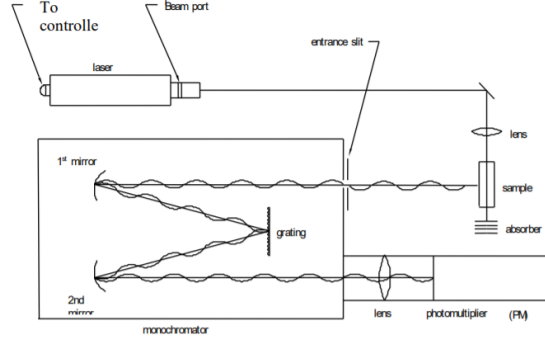 To
controlle
Beam port
entrance slit
laser
lens
1st mirror
sample
grating
absorber
2nd
mirror
lens
photomultiplier
(PM)
monochromator